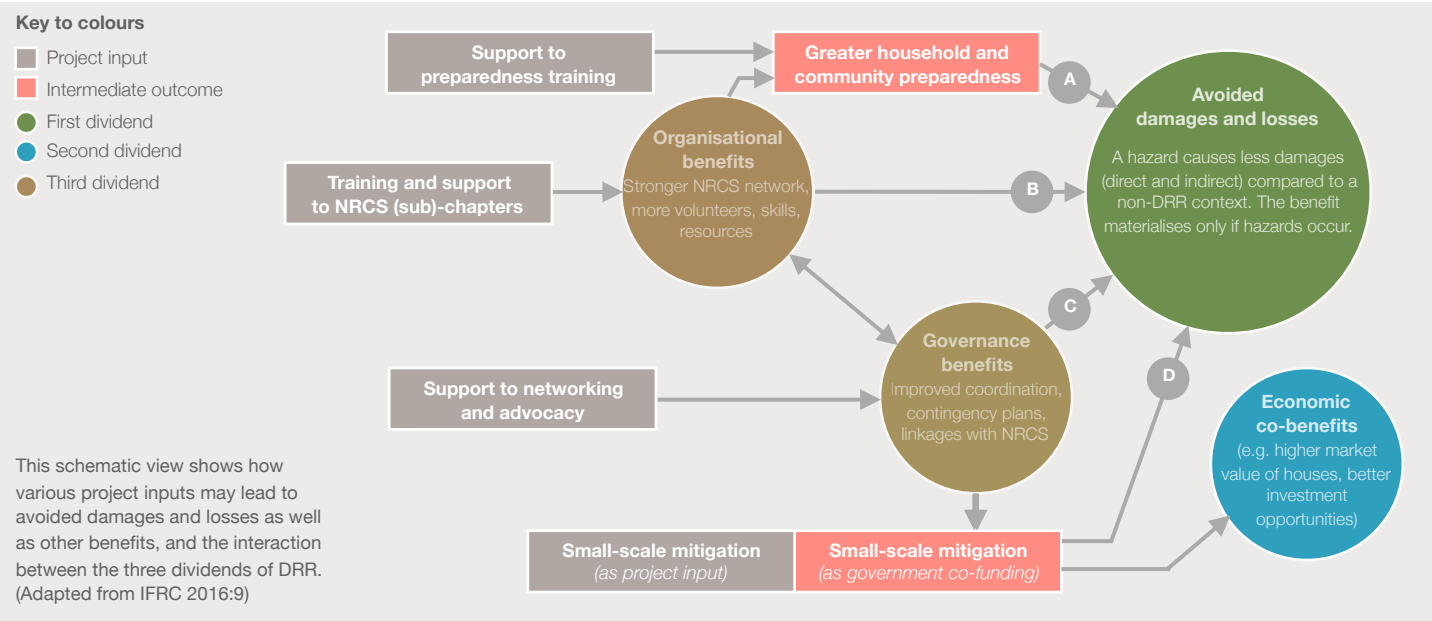 Key to colours
Project input
Intermediate outcome
First dividend
Second dividend
Third dividend
Support to
preparedness training
Greater household and
community preparedness
A
Avoided
damages and losses
A hazard causes less damages
(direct and indirect) compared to a
non-DRR context. The benefit
materialises only if hazards occur.
Training and support
to NRCS (sub)-chapters
Organisational
benefits
Stronger NRCS network,
more volunteers, skills,
resources
B
C
Governance
benefits
Improved coordination,
contingency plans,
linkages with NRCS
Support to networking
and advocacy
D
Economic
co-benefits
(e.g. higher market
value of houses, better
investment
opportunities)
Small-scale mitigation
(as project input)
Small-scale mitigation
(as government co-funding)
This schematic view shows how
various project inputs may lead to
avoided damages and losses as well
as other benefits, and the interaction
between the three dividends of DRR.
(Adapted from IFRC 2016:9)